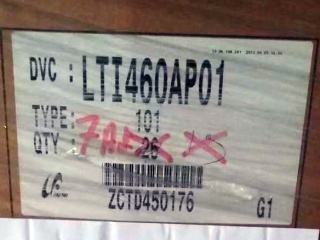 DVC : LTI460AP01
TYPE: 101
QTY : 26
ZCTD450176
G1